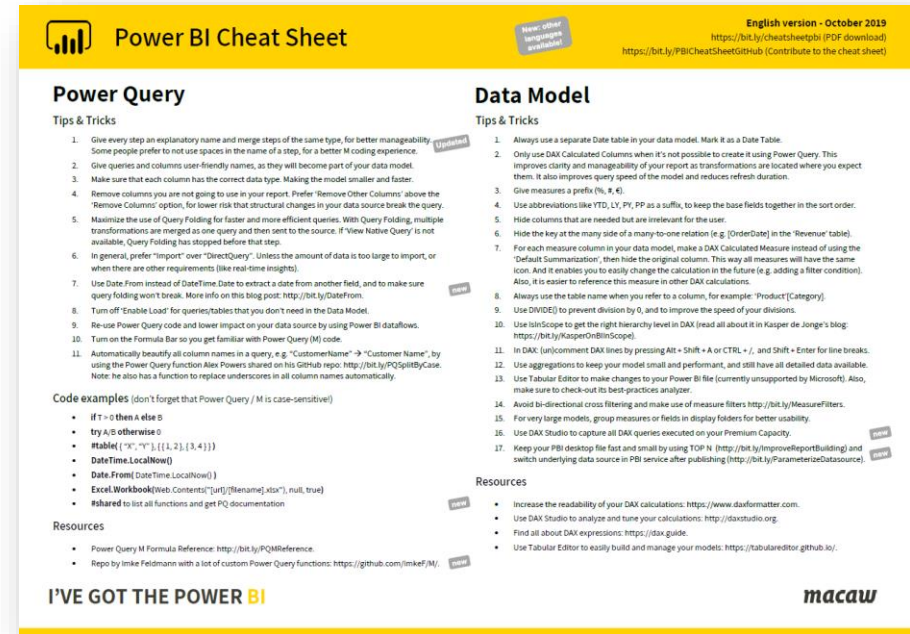 Power BI Cheat Sheet
New: other
languages
available!
English version - October 2019
https://bit.ly/cheatsheetpbi (PDF download)
https://bit.ly/PBICheatSheetGitHub (Contribute to the cheat sheet)
Power Query
Tips & Tricks
1. Give every step an explanatory name and merge steps of the same type, for better manageability.
Some people prefer to not use spaces in the name of a step, for a better M coding experience.
Updated
2. Give queries and columns user-friendly names, as they will become part of your data model.
3. Make sure that each column has the correct data type. Making the model smaller and faster.
4. Remove columns you are not going to use in your report. Prefer 'Remove Other Columns' above the
'Remove Columns' option, for lower risk that structural changes in your data source break the query.
5. Maximize the use of Query Folding for faster and more efficient queries. With Query Folding, multiple
transformations are merged as one query and then sent to the source. If 'View Native Query' is not
available, Query Folding has stopped before that step.
6. In general, prefer "Import" over "DirectQuery". Unless the amount of data is too large to import, or
when there are other requirements (like real-time insights).
7. Use Date.From instead of DateTime.Date to extract a date from another field, and to make sure
query folding won't break. More info on this blog post: http://bit.ly/DateFrom.
new
8. Turn off 'Enable Load' for queries/tables that you don't need in the Data Model.
9. Re-use Power Query code and lower impact on your data source by using Power BI dataflows.
10. Turn on the Formula Bar so you get familiar with Power Query (M) code.
11. Automatically beautify all column names in a query, e.g. "CustomerName" → "Customer Name", by
using the Power Query function Alex Powers shared on his GitHub repo: http://bit.ly/PQSplitByCase.
Note: he also has a function to replace underscores in all column names automatically.
Code examples (don't forget that Power Query / M is case-sensitive!)
• if T > 0 then A else B
• try A/B otherwise 0
• #table( { "X", "Y" }, { { 1, 2 }, { 3, 4 } } )
• DateTime.LocalNow()
• Date.From( DateTime.LocalNow() )
• Excel.Workbook(Web.Contents("[url]/[filename].xlsx"), null, true)
• #shared to list all functions and get PQ documentation
new
Resources
• Power Query M Formula Reference: http://bit.ly/PQMReference.
• Repo by Imke Feldmann with a lot of custom Power Query functions: https://github.com/ImkeF/M/.
new
Data Model
Tips & Tricks
1. Always use a separate Date table in your data model. Mark it as a Date Table.
2. Only use DAX Calculated Columns when it's not possible to create it using Power Query. This
improves clarity and manageability of your report as transformations are located where you expect
them. It also improves query speed of the model and reduces refresh duration.
3. Give measures a prefix (%, #, €).
4. Use abbreviations like YTD, LY, PY, PP as a suffix, to keep the base fields together in the sort order.
5. Hide columns that are needed but are irrelevant for the user.
6. Hide the key at the many side of a many-to-one relation (e.g. [OrderDate] in the 'Revenue' table).
7. For each measure column in your data model, make a DAX Calculated Measure instead of using the
'Default Summarization', then hide the original column. This way all measures will have the same
icon. And it enables you to easily change the calculation in the future (e.g. adding a filter condition).
Also, it is easier to reference this measure in other DAX calculations.
8. Always use the table name when you refer to a column, for example: 'Product'[Category].
9. Use DIVIDE() to prevent division by 0, and to improve the speed of your divisions.
10. Use IsInScope to get the right hierarchy level in DAX (read all about it in Kasper de Jonge's blog:
https://bit.ly/KasperOnBIInScope).
11. In DAX: (un)comment DAX lines by pressing Alt + Shift + A or CTRL + /, and Shift + Enter for line breaks.
12. Use aggregations to keep your model small and performant, and still have all detailed data available.
13. Use Tabular Editor to make changes to your Power BI file (currently unsupported by Microsoft). Also,
make sure to check-out its best-practices analyzer.
14. Avoid bi-directional cross filtering and make use of measure filters http://bit.ly/MeasureFilters.
15. For very large models, group measures or fields in display folders for better usability.
16. Use DAX Studio to capture all DAX queries executed on your Premium Capacity.
new
17. Keep your PBI desktop file fast and small by using TOP N (http://bit.ly/ImproveReportBuilding) and
switch underlying data source in PBI service after publishing (http://bit.ly/ParameterizeDatasource).
new
Resources
• Increase the readability of your DAX calculations: https://www.daxformatter.com.
• Use DAX Studio to analyze and tune your calculations: http://daxstudio.org.
• Find all about DAX expressions: https://dax.guide.
• Use Tabular Editor to easily build and manage your models: https://tabulareditor.github.io/.
I'VE GOT THE POWER BI
macaw